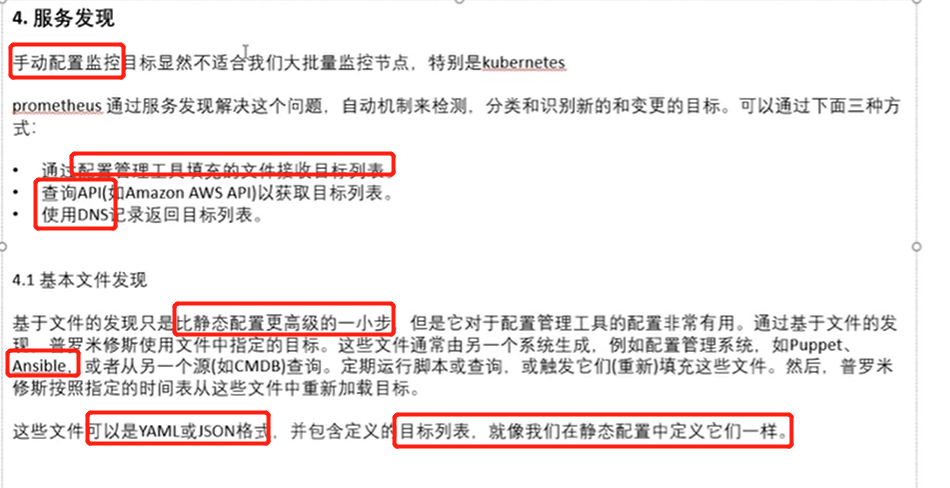 4. 服务发现
手动配置监控目标显然不适合我们大批量监控节点，特别是kubernetes
prometheus 通过服务发现解决这个问题，自动机制来检测，分类和识别新的和变更的目标。可以通过下面三种方
式：
• 通过配置管理工具填充的文件接收目标列表。
• 查询API(如Amazon AWS API)以获取目标列表。
• 使用DNS记录返回目标列表。
4.1 基本文件发现
基于文件的发现只是比静态配置更高级的一小步，但是它对于配置管理工具的配置非常有用。通过基于文件的发
现，普罗米修斯使用文件中指定的目标。这些文件通常由另一个系统生成，例如配置管理系统，如Puppet、
Ansible，或者从另一个源(如CMDB)查询。定期运行脚本或查询，或触发它们(重新)填充这些文件。然后，普罗米
修斯按照指定的时间表从这些文件中重新加载目标。
这些文件可以是YAML或JSON格式，并包含定义的目标列表，就像我们在静态配置中定义它们一样。